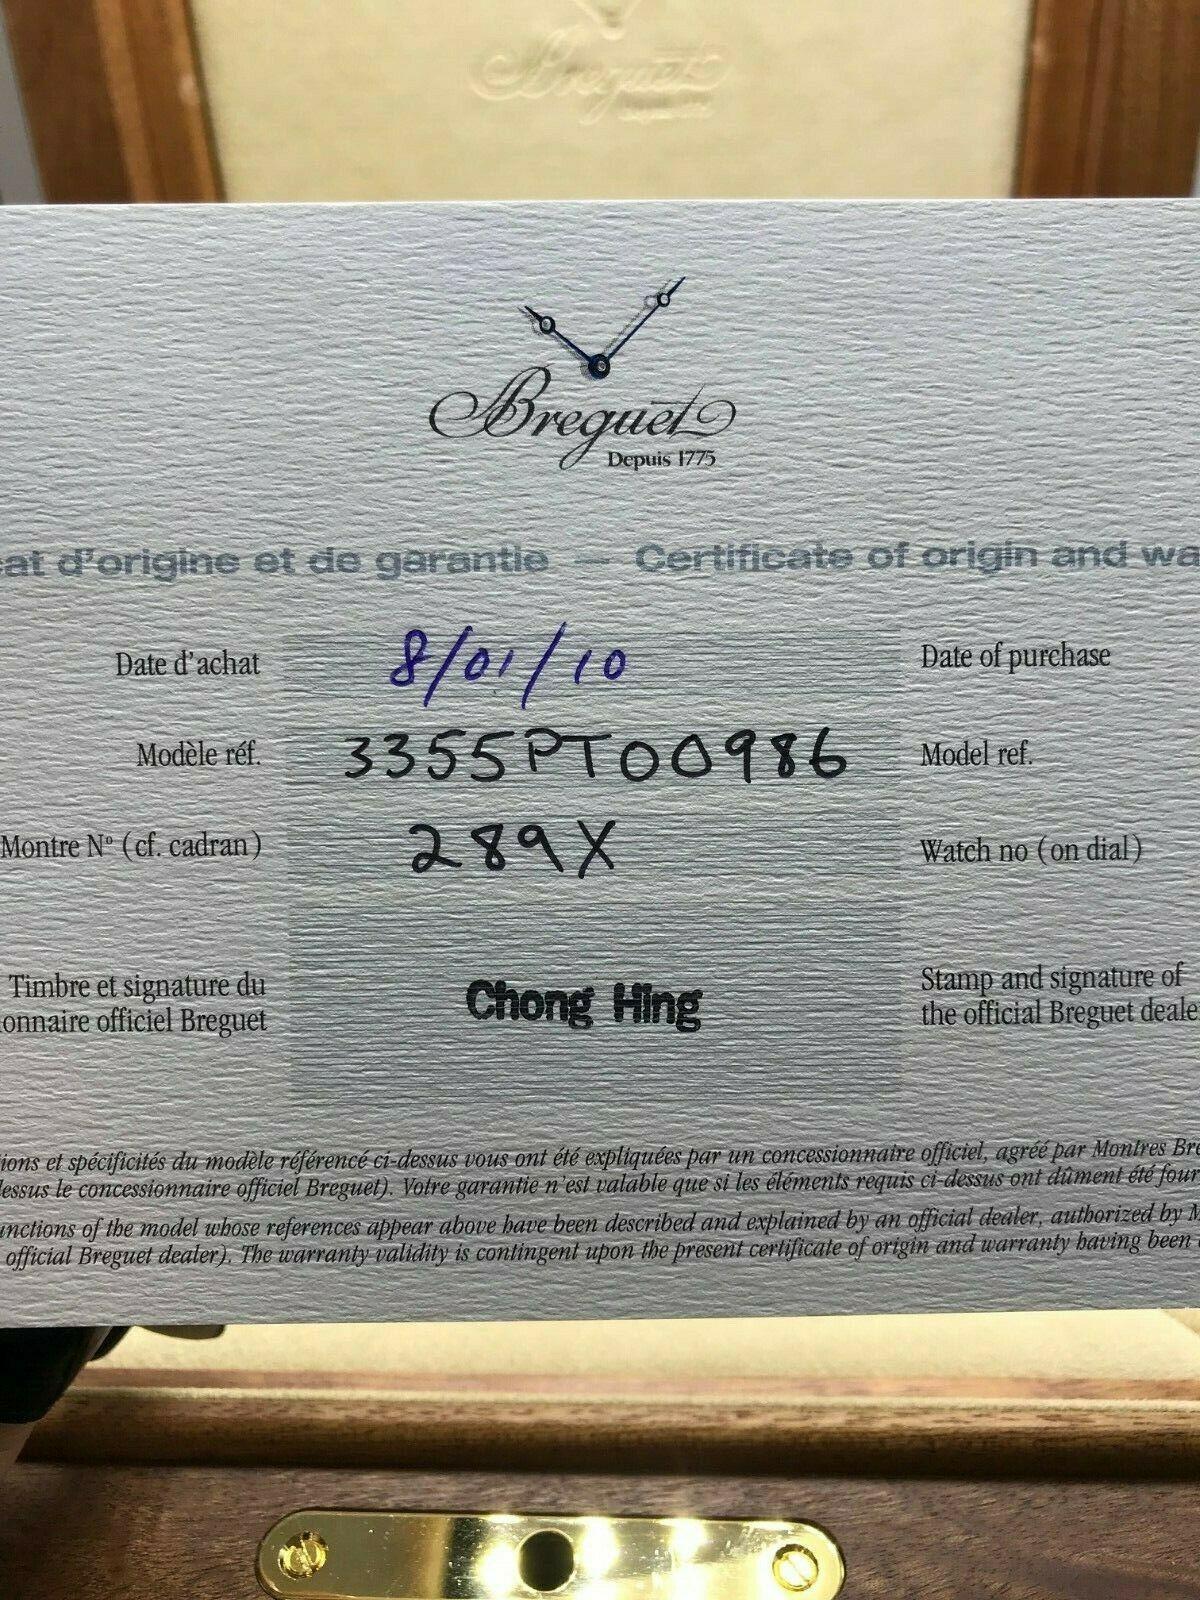 Breguet
Breguet
Depuis 1775
cat d'origine et de garantie — Certificate of origin and wa
Date d'achat 8/01/10 Date of purchase
Modèle réf. 3355PT00986 Model ref.
Montre Nº (cf. cadran) 289X Watch no (on dial)
Timbre et signature du Chong Hing Stamp and signature of
onnaire officiel Breguet the official Breguet deale
ions et spécificités du modèle référencé ci-dessus vous ont été expliquées par un concessionnaire officiel, agréé par Montres Bre
dessus le concessionnaire officiel Breguet). Votre garantie n'est valable que si les éléments requis ci-dessus ont dûment été four
unctions of the model whose references appear above have been described and explained by an official dealer, authorized by M
official Breguet dealer). The warranty validity is contingent upon the present certificate of origin and warranty having been